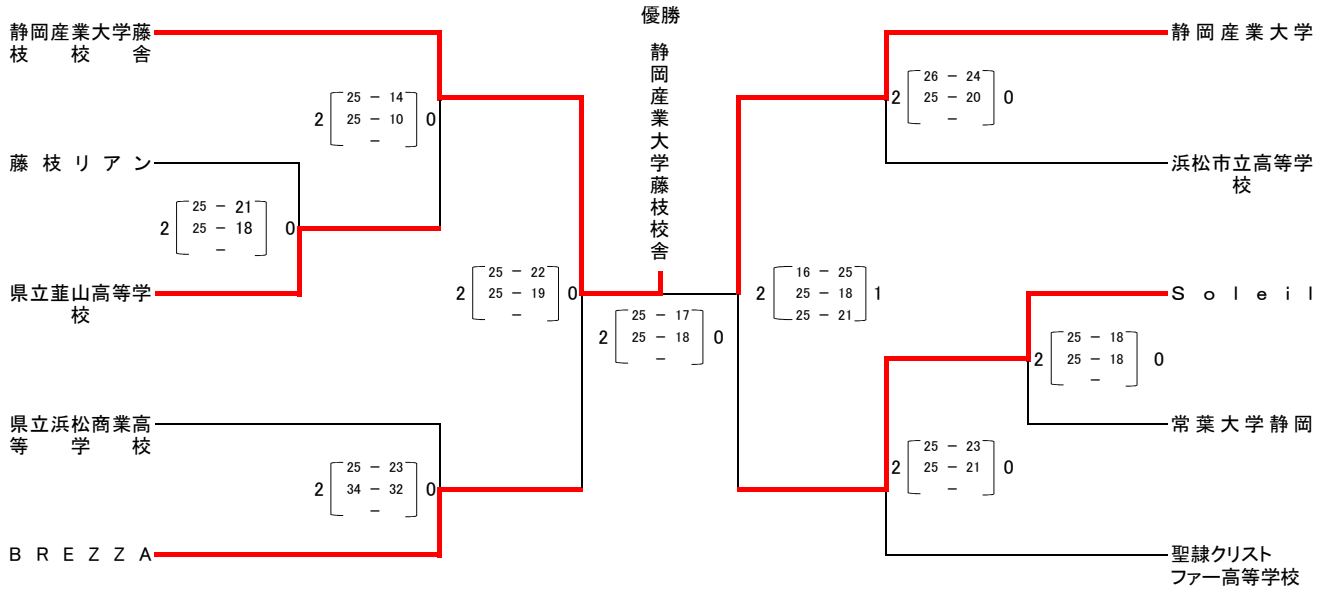 優勝
静岡産業大学藤枝校舎
静岡産業大学藤
枝校舎
2 25 － 14 0
25 － 10
－
藤枝リアン
2 25 － 21 0
25 － 18
－
県立韮山高等学
校
2 25 － 22 0
25 － 19
－
県立浜松商業高
等学校
2 25 － 23 0
34 － 32
－
BREZZA
2 25 － 17 0
25 － 18
－
静岡産業大学
2 26 － 24 0
25 － 20
－
浜松市立高等学
校
2 16 － 25 1
25 － 18
25 － 21
Soleil
2 25 － 18 0
25 － 18
－
常葉大学静岡
2 25 － 23 0
25 － 21
－
聖隷クリスト
ファー高等学校